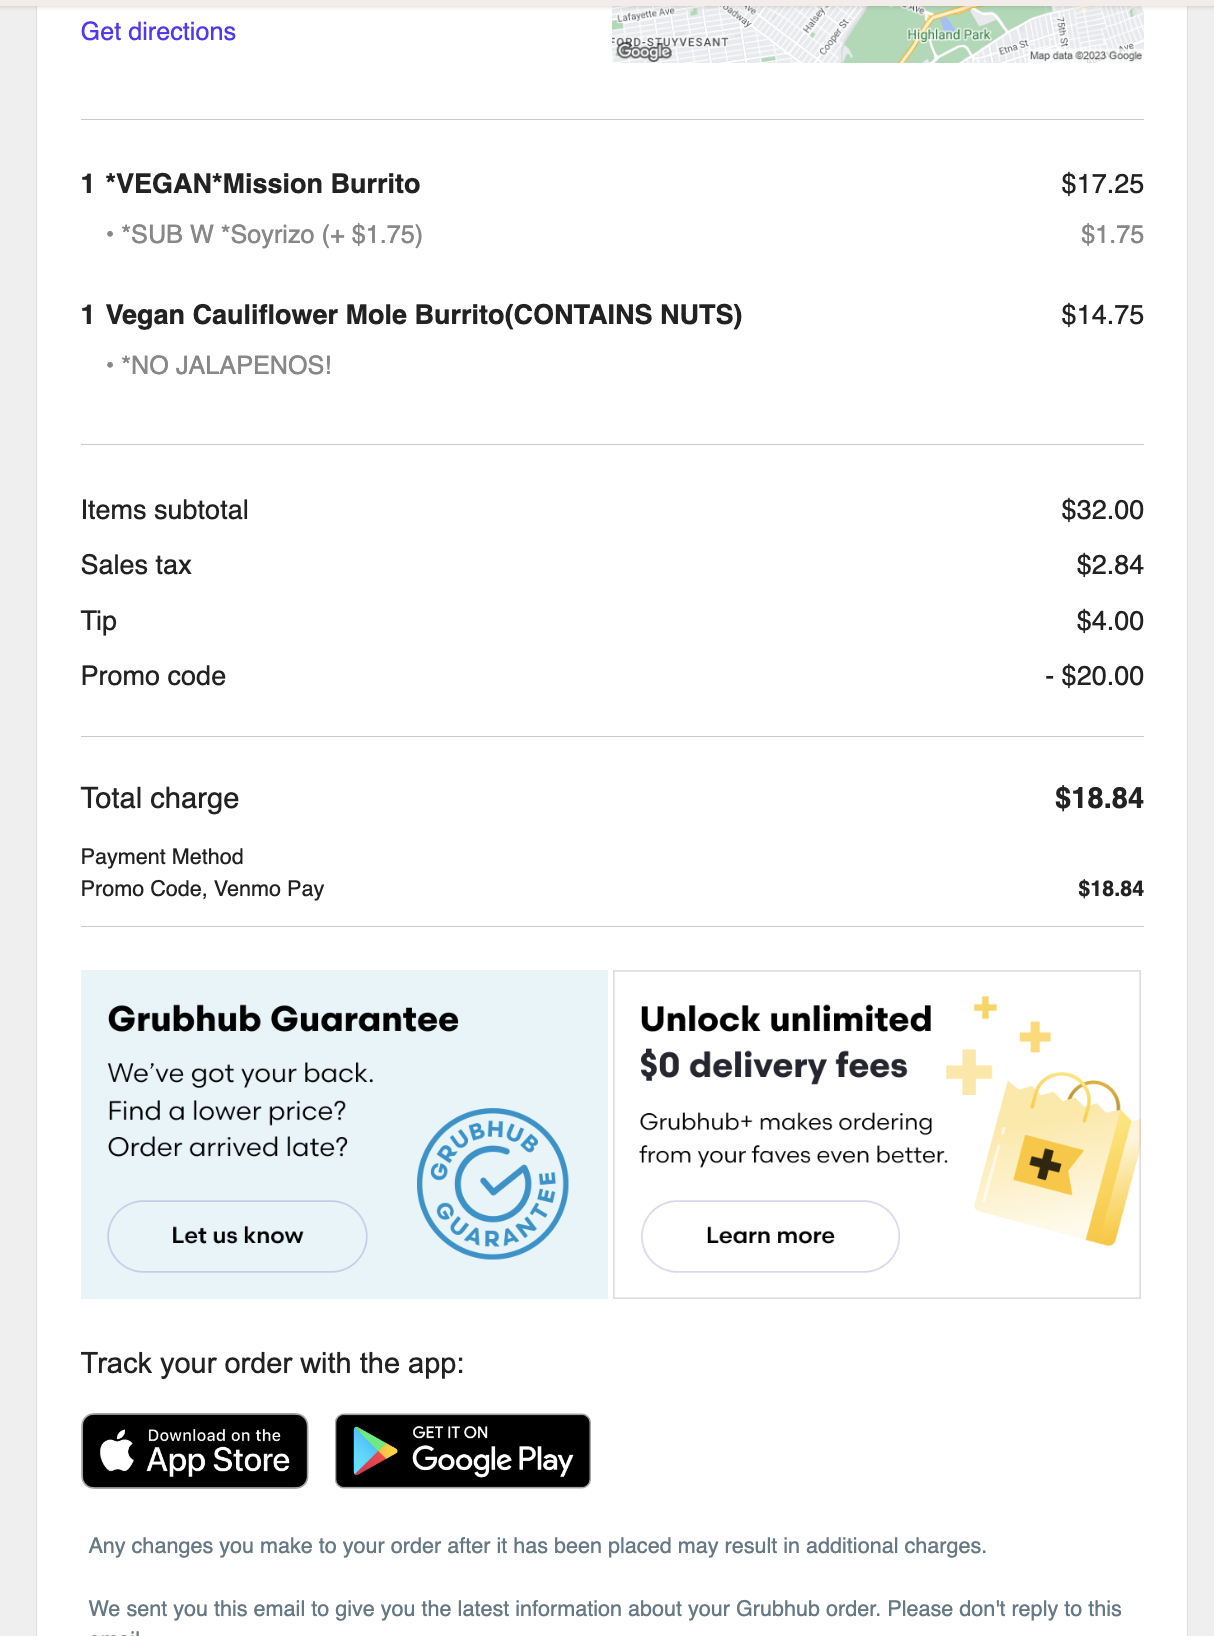 Get directions
Lafayette Ave
Halsey
Cooper St
Highland Park
75th St
Etna St
FORD-STUYVESANT
Google
Map data ©2023 Google
1 *VEGAN*Mission Burrito $17.25
• *SUB W *Soyrizo (+ $1.75) $1.75
1 Vegan Cauliflower Mole Burrito(CONTAINS NUTS) $14.75
• *NO JALAPENOS!
Items subtotal $32.00
Sales tax $2.84
Tip $4.00
Promo code - $20.00
Total charge $18.84
Payment Method
Promo Code, Venmo Pay $18.84
Grubhub Guarantee
We've got your back.
Find a lower price?
Order arrived late?
Let us know
GRUBHUB GUARANTEE
Unlock unlimited
$0 delivery fees
Grubhub+ makes ordering
from your faves even better.
Learn more
Track your order with the app:
Download on the
App Store
GET IT ON
Google Play
Any changes you make to your order after it has been placed may result in additional charges.
We sent you this email to give you the latest information about your Grubhub order. Please don't reply to this